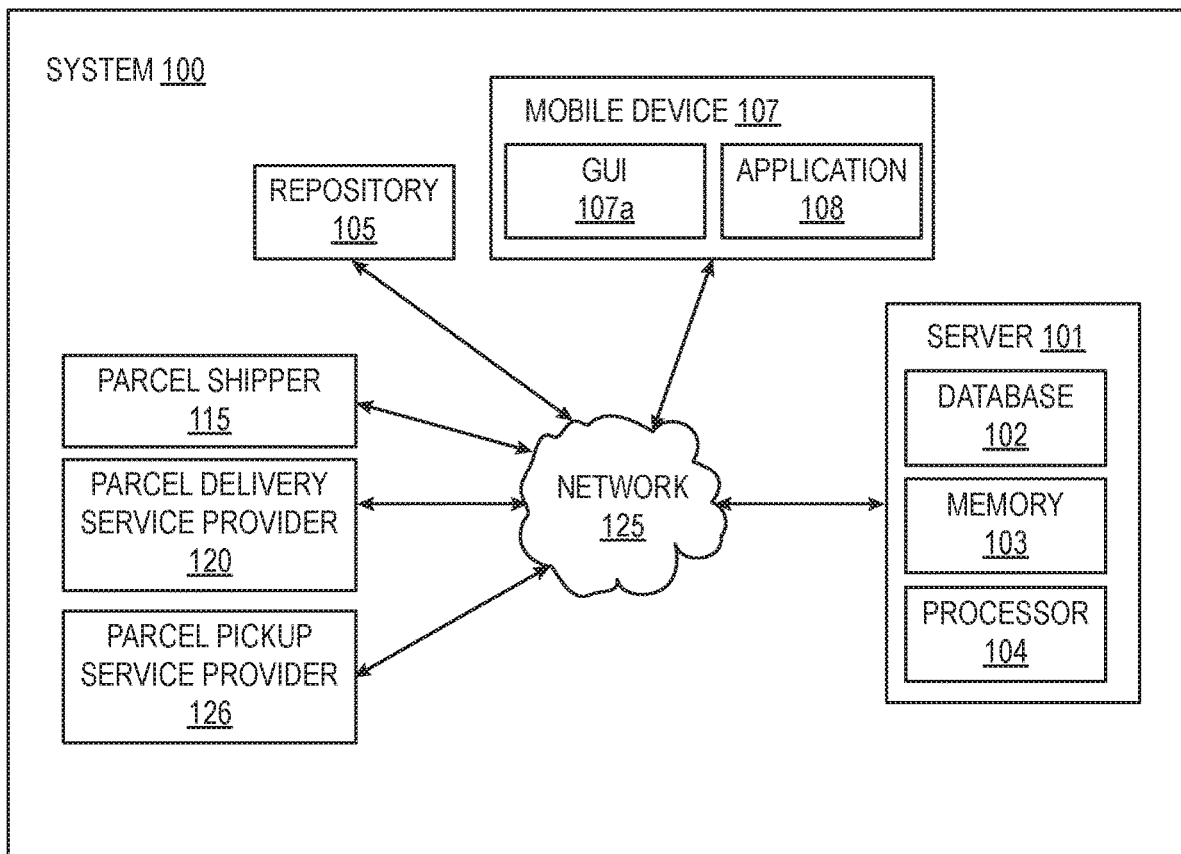 SYSTEM 100
MOBILE DEVICE 107
GUI
107a
APPLICATION
108
REPOSITORY
105
SERVER 101
DATABASE
102
MEMORY
103
PROCESSOR
104
PARCEL SHIPPER
115
PARCEL DELIVERY
SERVICE PROVIDER
120
PARCEL PICKUP
SERVICE PROVIDER
126
NETWORK
125